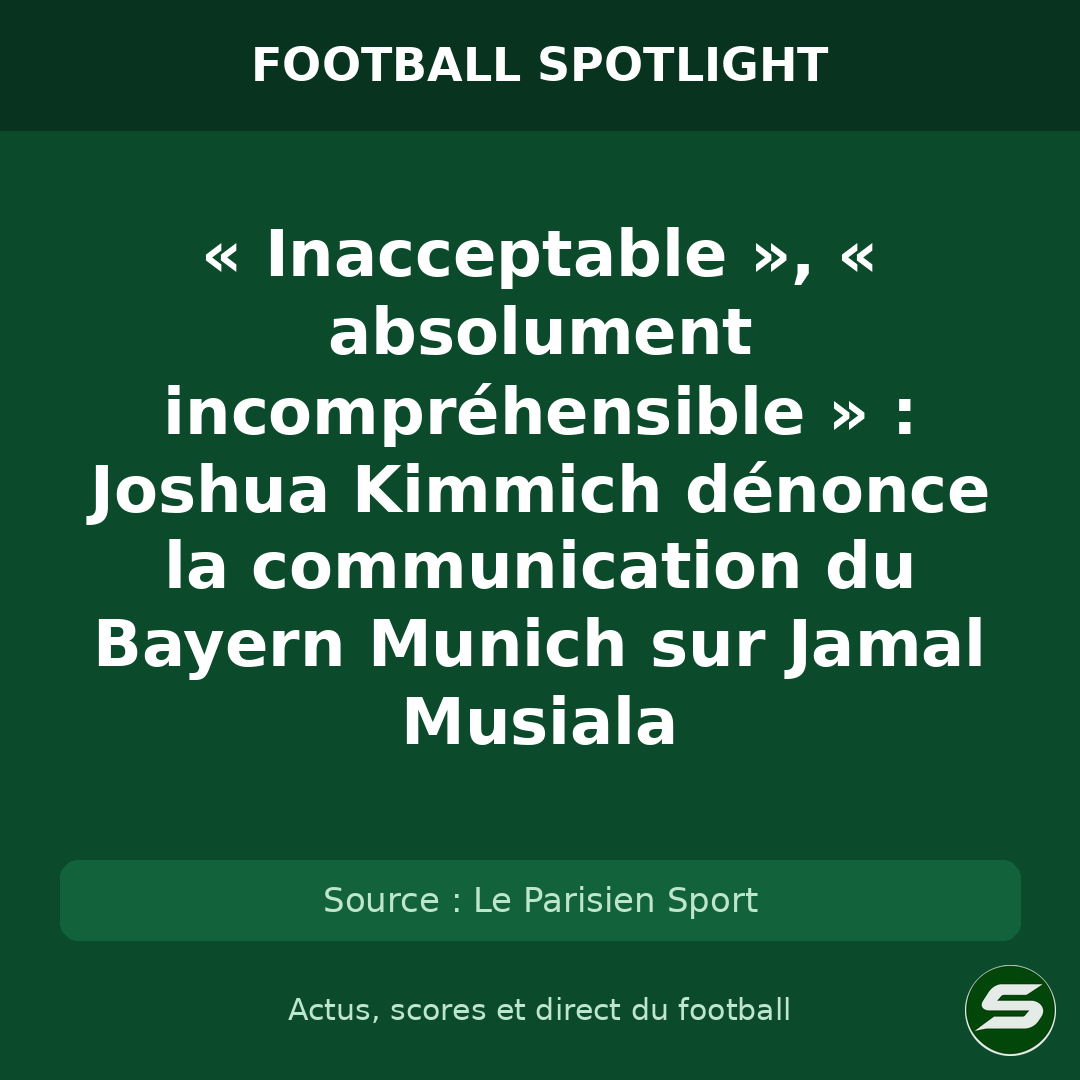 FOOTBALL SPOTLIGHT
« Inacceptable », «
absolument
incompréhensible » :
Joshua Kimmich dénonce
la communication du
Bayern Munich sur Jamal
Musiala
Source : Le Parisien Sport
Actus, scores et direct du football
S